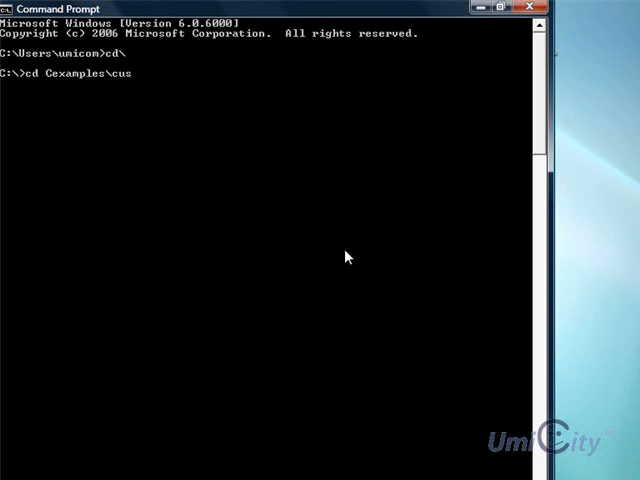 Command Prompt
Microsoft Windows [Version 6.0.6000]
Copyright (c) 2006 Microsoft Corporation.  All rights reserved.
C:\Users\umicom>cd\
C:\>cd Cexamples\cus
UmiCity